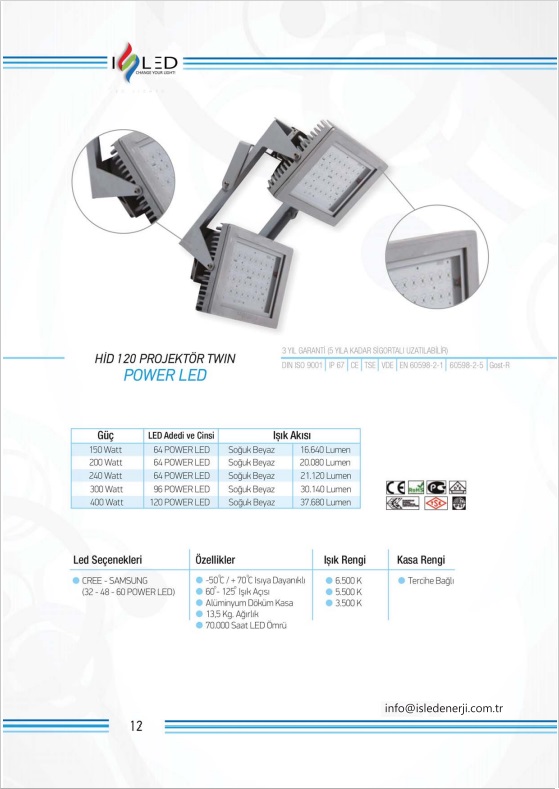 ISLED
CHANGE YOUR LIGHT!
HİD 120 PROJEKTÖR TWIN
POWER LED
3 YIL GARANTİ (5 YILA KADAR SİGORTALI UZATILABİLİR)
DIN ISO 9001 | IP 67 | CE | TSE | VDE | EN 60598-2-1 | 60598-2-5 | Gost-R
Güç LED Adedi ve Cinsi Işık Akısı
150 Watt 64 POWER LED Soğuk Beyaz 16.640 Lumen
200 Watt 64 POWER LED Soğuk Beyaz 20.080 Lumen
240 Watt 64 POWER LED Soğuk Beyaz 21.120 Lumen
300 Watt 96 POWER LED Soğuk Beyaz 30.140 Lumen
400 Watt 120 POWER LED Soğuk Beyaz 37.680 Lumen
CE RoHS
TSE
Led Seçenekleri Özellikler Işık Rengi Kasa Rengi
CREE - SAMSUNG -50°C / + 70°C Isıya Dayanıklı 6.500 K Tercihe Bağlı
(32 - 48 - 60 POWER LED) 60° - 125° Işık Açısı 5.500 K
Alüminyum Döküm Kasa 3.500 K
13,5 Kg. Ağırlık
70.000 Saat LED Ömrü
info@isledenerji.com.tr
12